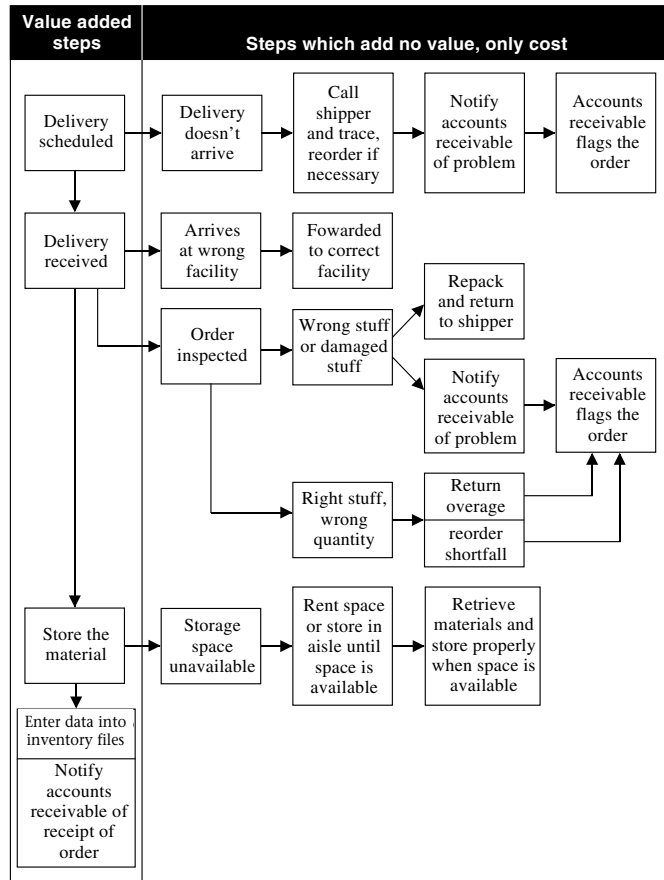 Value added
steps
Steps which add no value, only cost
Delivery
scheduled
Delivery
doesn't
arrive
Call
shipper
and trace,
reorder if
necessary
Notify
accounts
receivable
of problem
Accounts
receivable
flags the
order
Delivery
received
Arrives
at wrong
facility
Fowarded
to correct
facility
Order
inspected
Wrong stuff
or damaged
stuff
Repack
and return
to shipper
Notify
accounts
receivable
of problem
Accounts
receivable
flags the
order
Right stuff,
wrong
quantity
Return
overage
reorder
shortfall
Store the
material
Storage
space
unavailable
Rent space
or store in
aisle until
space is
available
Retrieve
materials and
store properly
when space is
available
Enter data into
inventory files
Notify
accounts
receivable of
receipt of
order